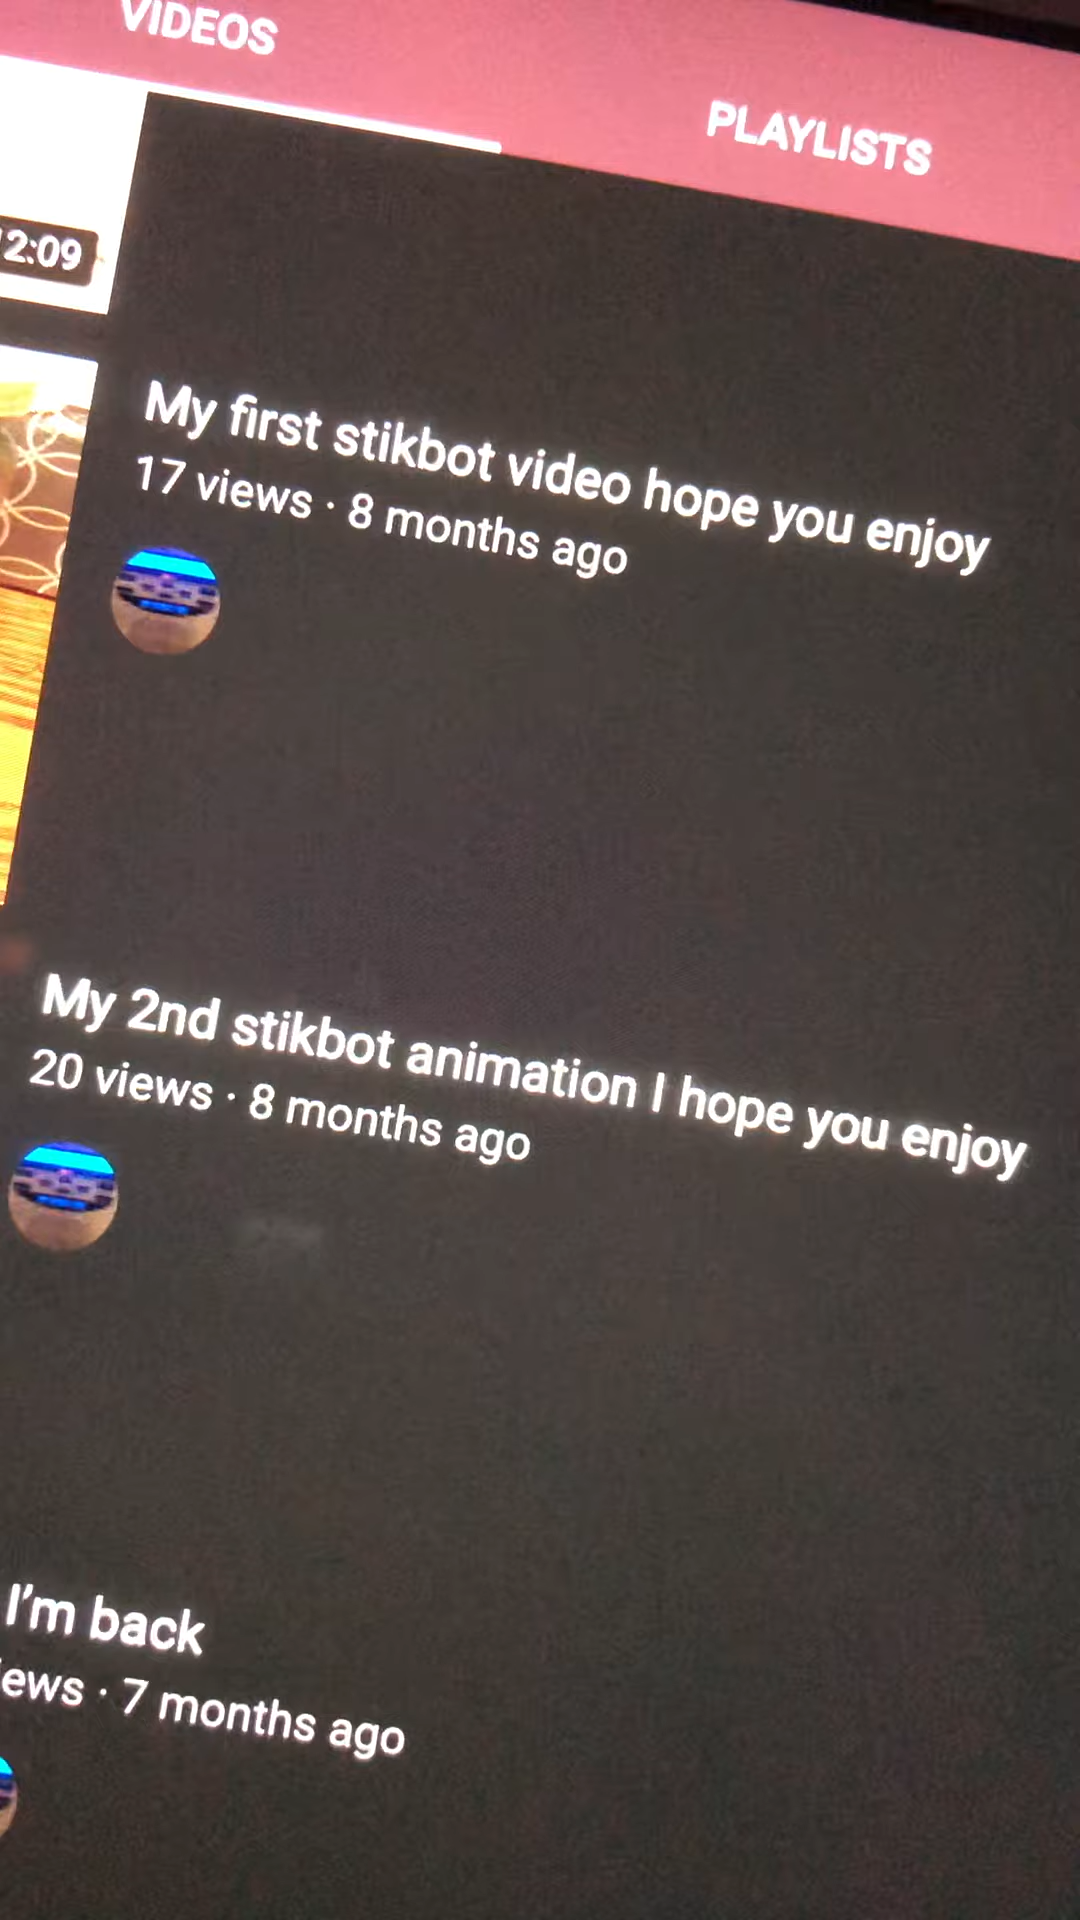 VIDEOS
PLAYLISTS
2:09
My first stikbot video hope you enjoy
17 views · 8 months ago
My 2nd stikbot animation I hope you enjoy
20 views · 8 months ago
I'm back
iews · 7 months ago